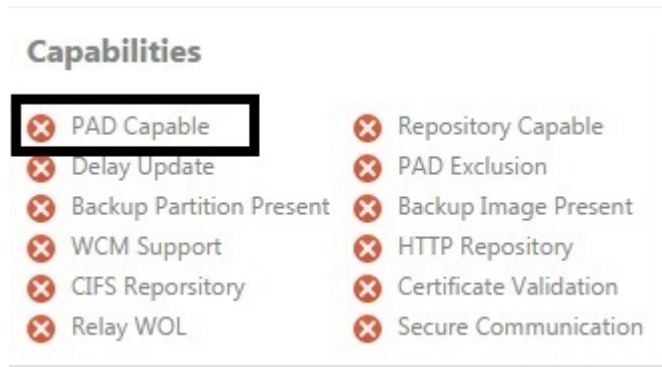 Capabilities
PAD Capable Repository Capable
Delay Update PAD Exclusion
Backup Partition Present Backup Image Present
WCM Support HTTP Repository
CIFS Reporsitory Certificate Validation
Relay WOL Secure Communication